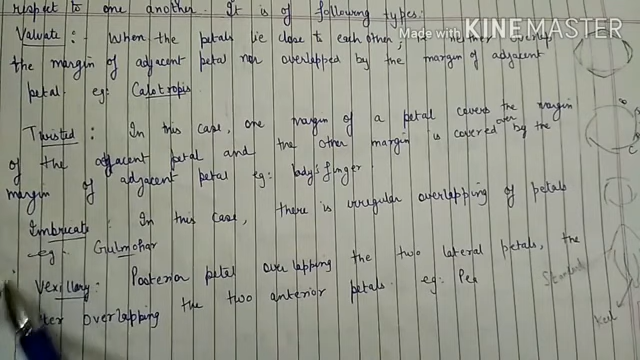 respect to one another. It is of following types:
Made with KINEMASTER
Valvate :- When the petals lie close to each other, it neither overlap
the margin of adjacent petal nor overlapped by the margin of adjacent
petal. eg: Calotropis
Twisted : In this case, one margin of a petal covers the margin
of the adjacent petal and the other margin is covered over by the
margin of adjacent petal eg: lady's finger
Imbricate : In this case, there is irregular overlapping of petals
eg:- Gulmohar
Vexillary : Posterior petal overlapping the two lateral petals, the
overlapping the two anterior petals. eg: Pea
Standard
Keel